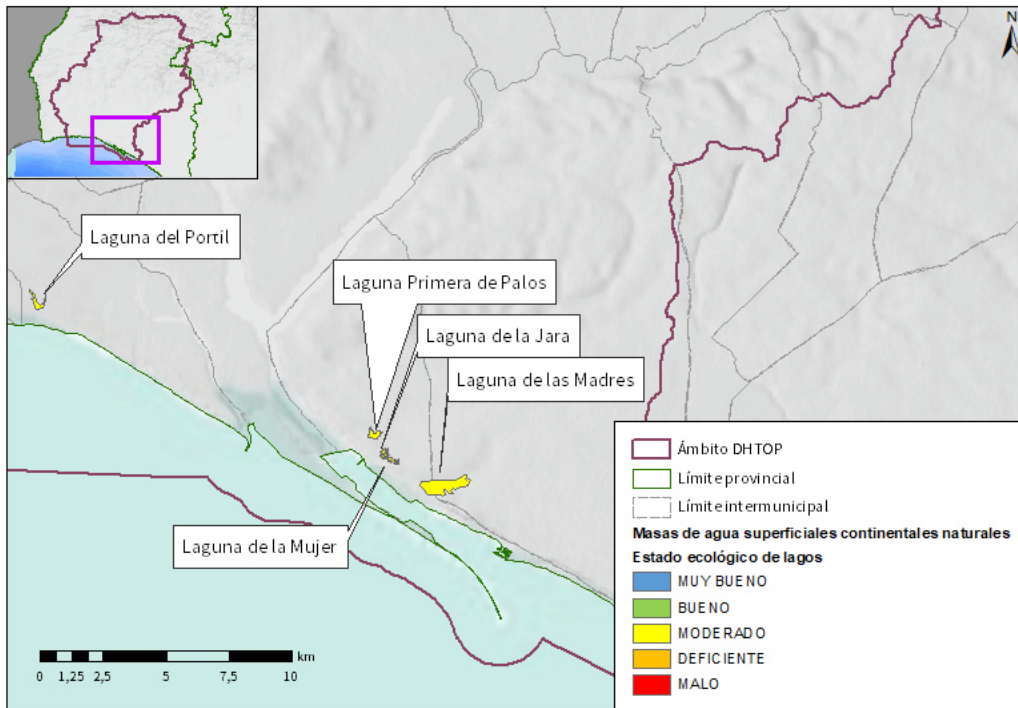 N
Laguna del Portil
Laguna Primera de Palos
Laguna de la Jara
Laguna de las Madres
Laguna de la Mujer
Ámbito DHTOP
Límite provincial
Límite intermunicipal
Masas de agua superficiales continentales naturales
Estado ecológico de lagos
MUY BUENO
BUENO
MODERADO
DEFICIENTE
MALO
km
0 1,25 2,5 5 7,5 10